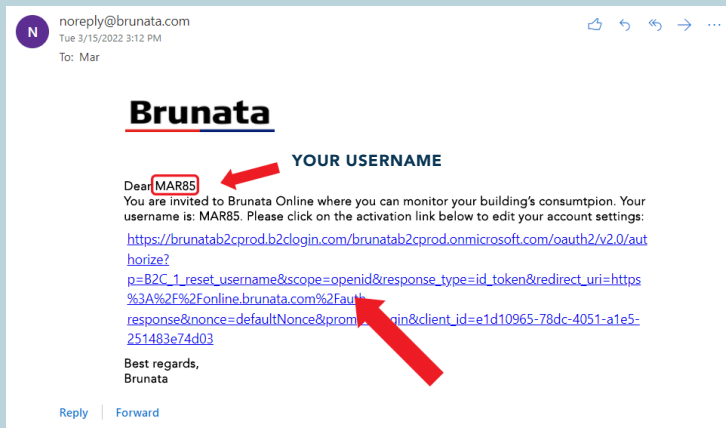 N
noreply@brunata.com
Tue 3/15/2022 3:12 PM
To: Mar
Brunata
YOUR USERNAME
Dear MAR85
You are invited to Brunata Online where you can monitor your building's consumtpion. Your
username is: MAR85. Please click on the activation link below to edit your account settings:
https://brunatab2cprod.b2clogin.com/brunatab2cprod.onmicrosoft.com/oauth2/v2.0/aut
horize?
p=B2C_1_reset_username&scope=openid&response_type=id_token&redirect_uri=https
%3A%2F%2Fonline.brunata.com%2Fauth-
response&nonce=defaultNonce& client_id=e1d10965-78dc-4051-a1e5-
251483e74d03
Best regards,
Brunata
Reply Forward